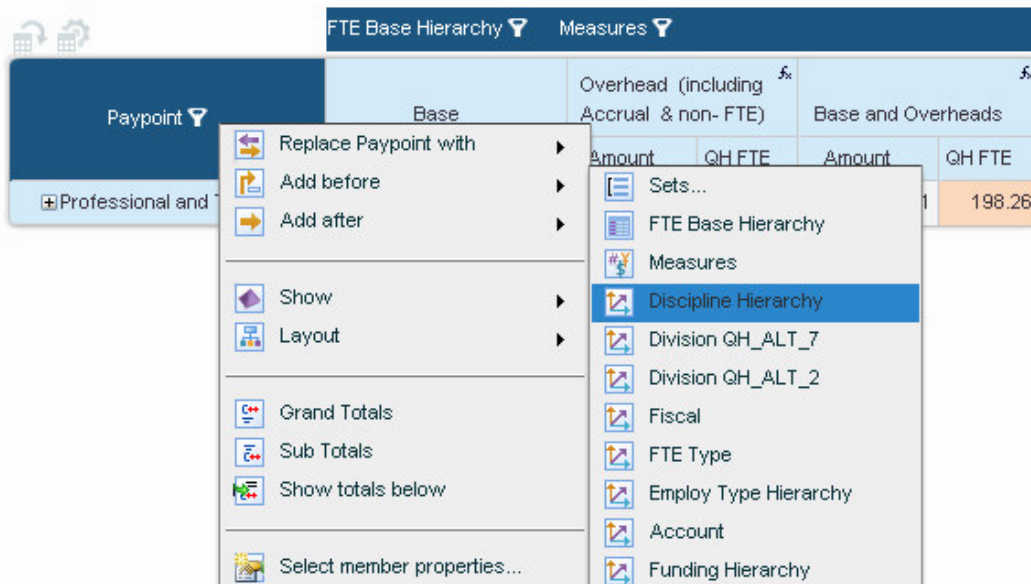 FTE Base Hierarchy Measures
Overhead (including
Accrual & non- FTE)
fx
fx
Paypoint
Base
Base and Overheads
Amount QH FTE Amount QH FTE
Professional and
1 198.26
Replace Paypoint with
Add before
Add after
Show
Layout
Grand Totals
Sub Totals
Show totals below
Select member properties...
Sets...
FTE Base Hierarchy
Measures
Discipline Hierarchy
Division QH_ALT_7
Division QH_ALT_2
Fiscal
FTE Type
Employ Type Hierarchy
Account
Funding Hierarchy